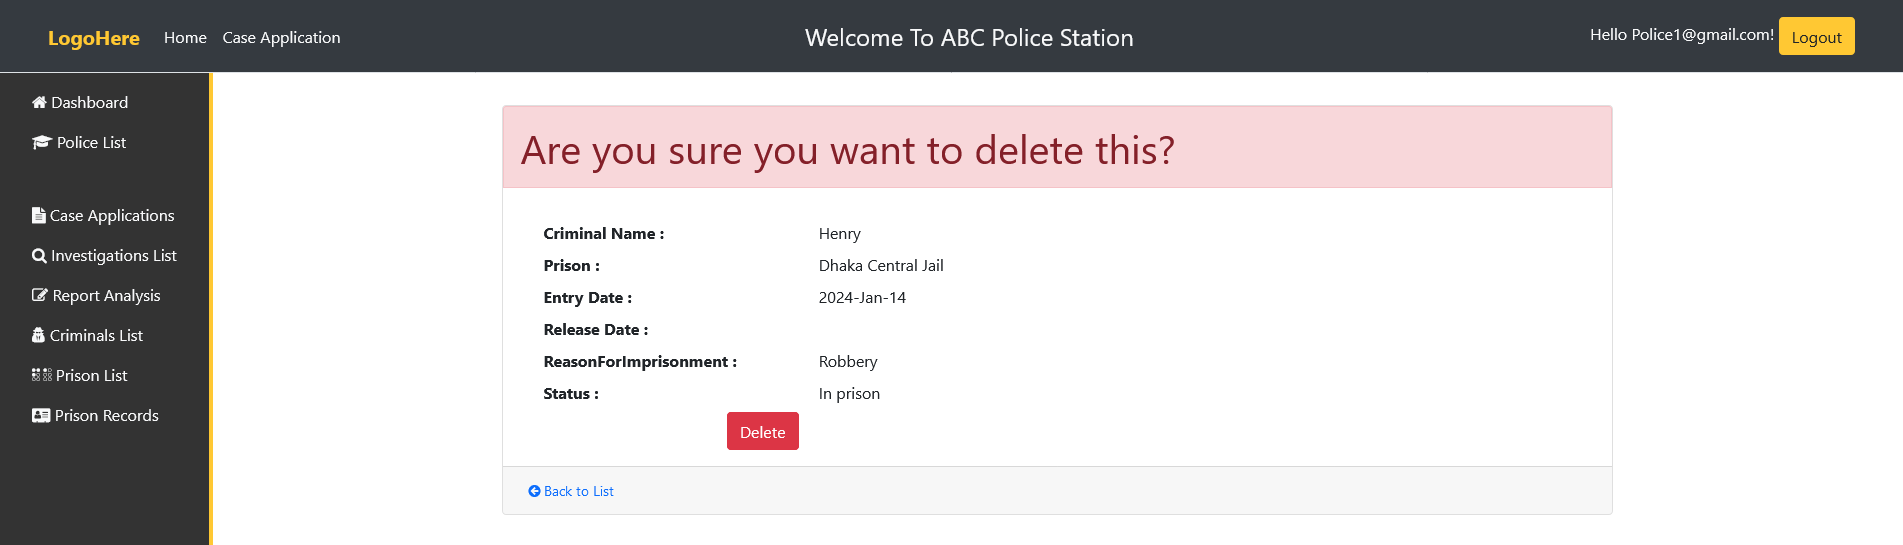 LogoHere Home Case Application Welcome To ABC Police Station Hello Police1@gmail.com! Logout
Dashboard
Police List
Case Applications
Investigations List
Report Analysis
Criminals List
Prison List
Prison Records
Are you sure you want to delete this?
Criminal Name : Henry
Prison : Dhaka Central Jail
Entry Date : 2024-Jan-14
Release Date :
ReasonForImprisonment : Robbery
Status : In prison
Delete
Back to List